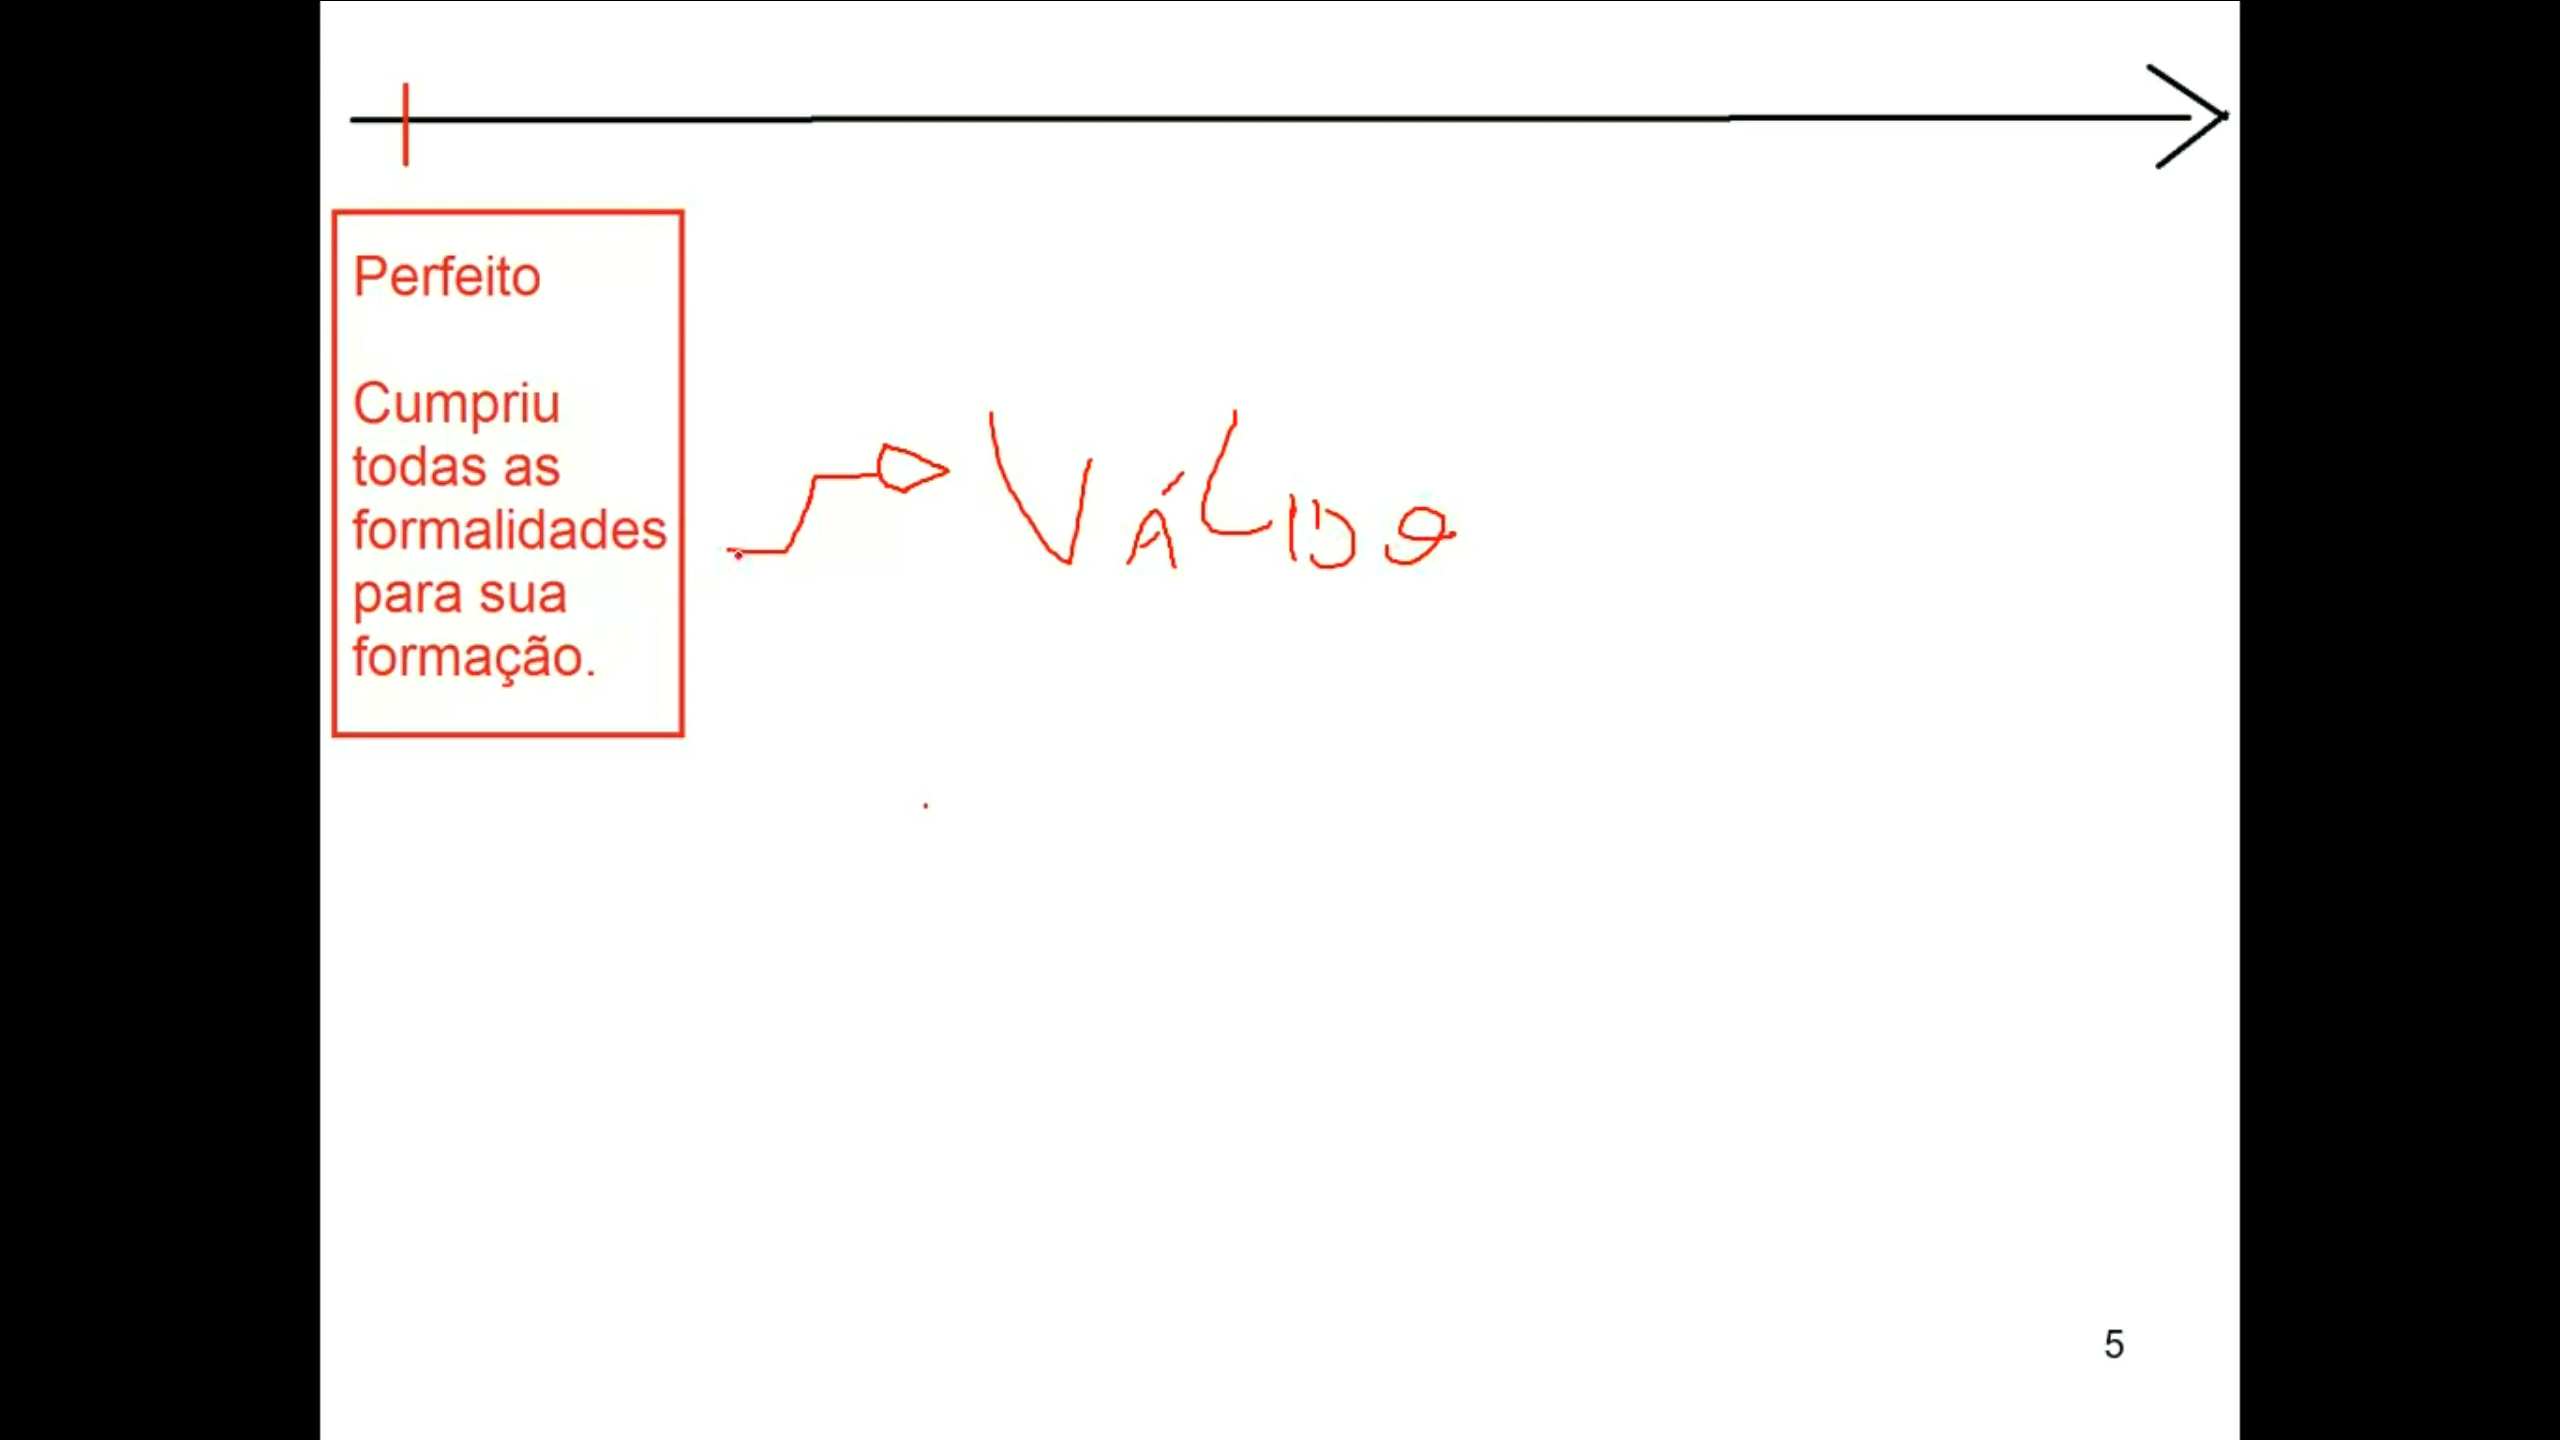 Perfeito
Cumpriu
todas as
formalidades
para sua
formação.
VÁLIDO
5